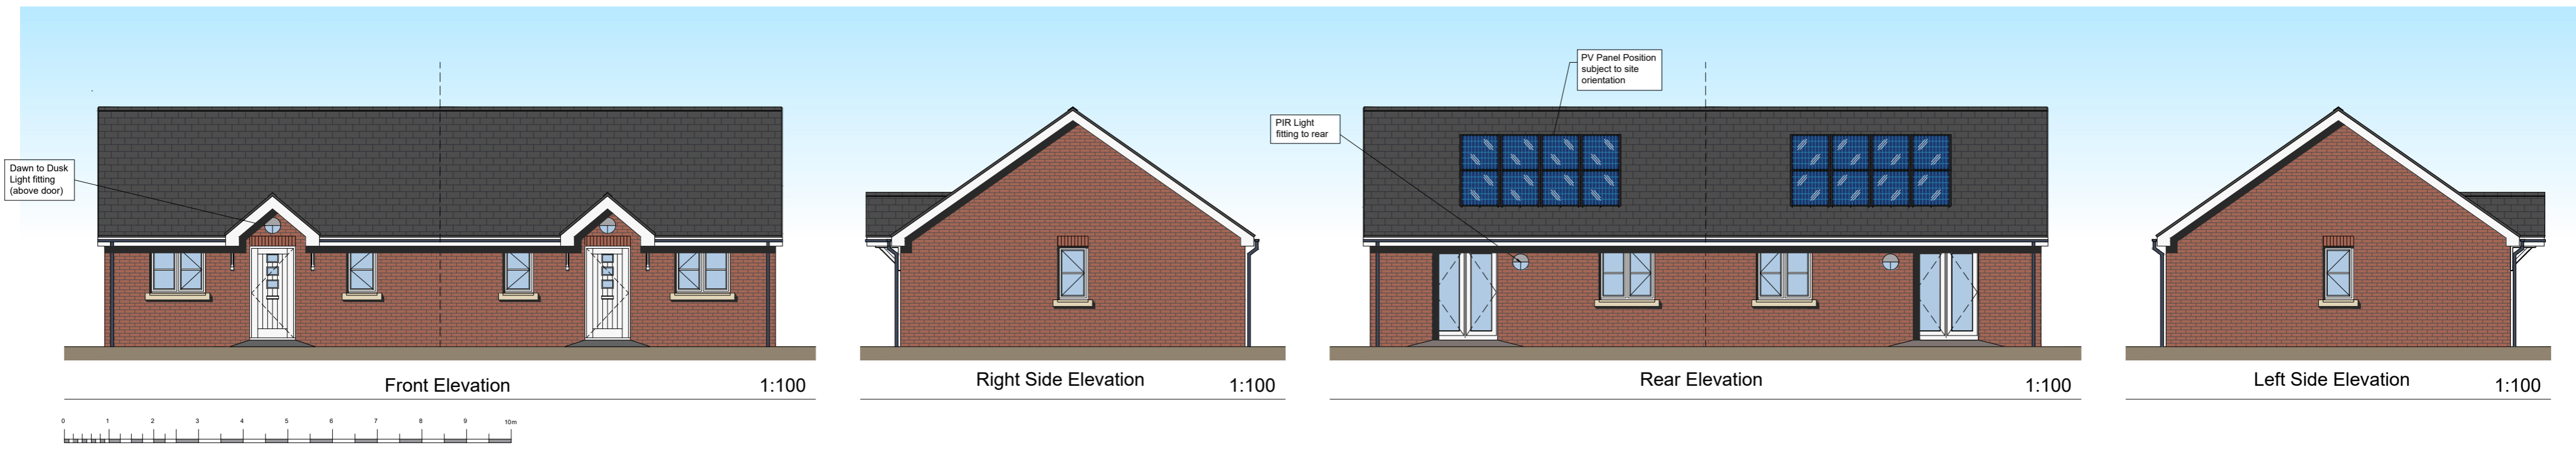 Dawn to Dusk
Light fitting
(above door)
PIR Light
fitting to rear
PV Panel Position
subject to site
orientation
Front Elevation
1:100
Right Side Elevation
1:100
Rear Elevation
1:100
Left Side Elevation
1:100
0 1 2 3 4 5 6 7 8 9 10m